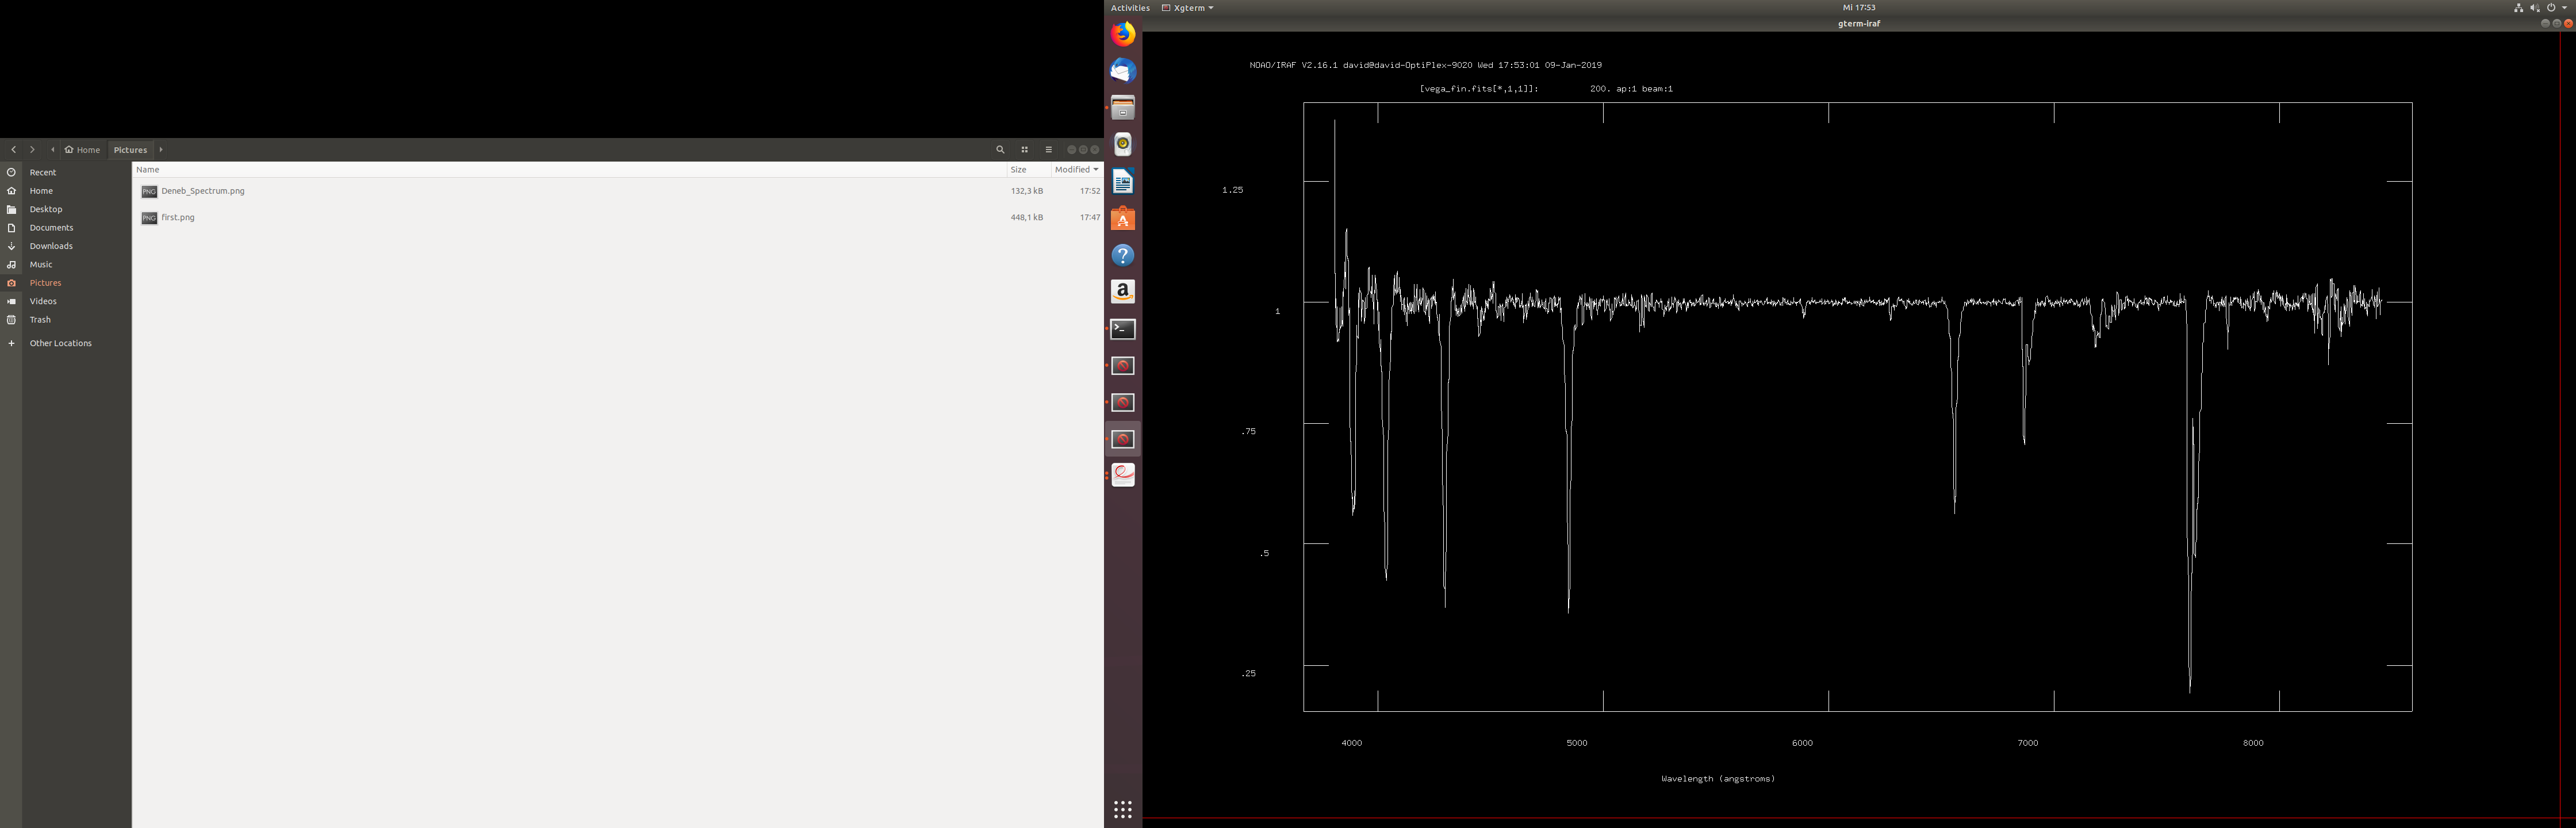 Activities Xgterm Mi 17:53
gterm-iraf
Home Pictures
Name Size Modified
Recent
Home
Desktop
Documents
Downloads
Music
Pictures
Videos
Trash
Other Locations
PNG Deneb_Spectrum.png 132,3 kB 17:52
PNG first.png 448,1 kB 17:47
NOAO/IRAF V2.16.1 david@david-OptiPlex-9020 Wed 17:53:01 09-Jan-2019
[vega_fin.fits[*,1,1]]: 200. ap:1 beam:1
1.25
1
.75
.5
.25
4000 5000 6000 7000 8000
Wavelength (angstroms)